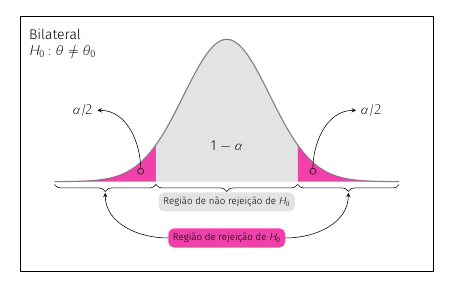 Bilateral
H₀ : θ ≠ θ₀
α/2
α/2
1 − α
Região de não rejeição de H₀
Região de rejeição de H₀